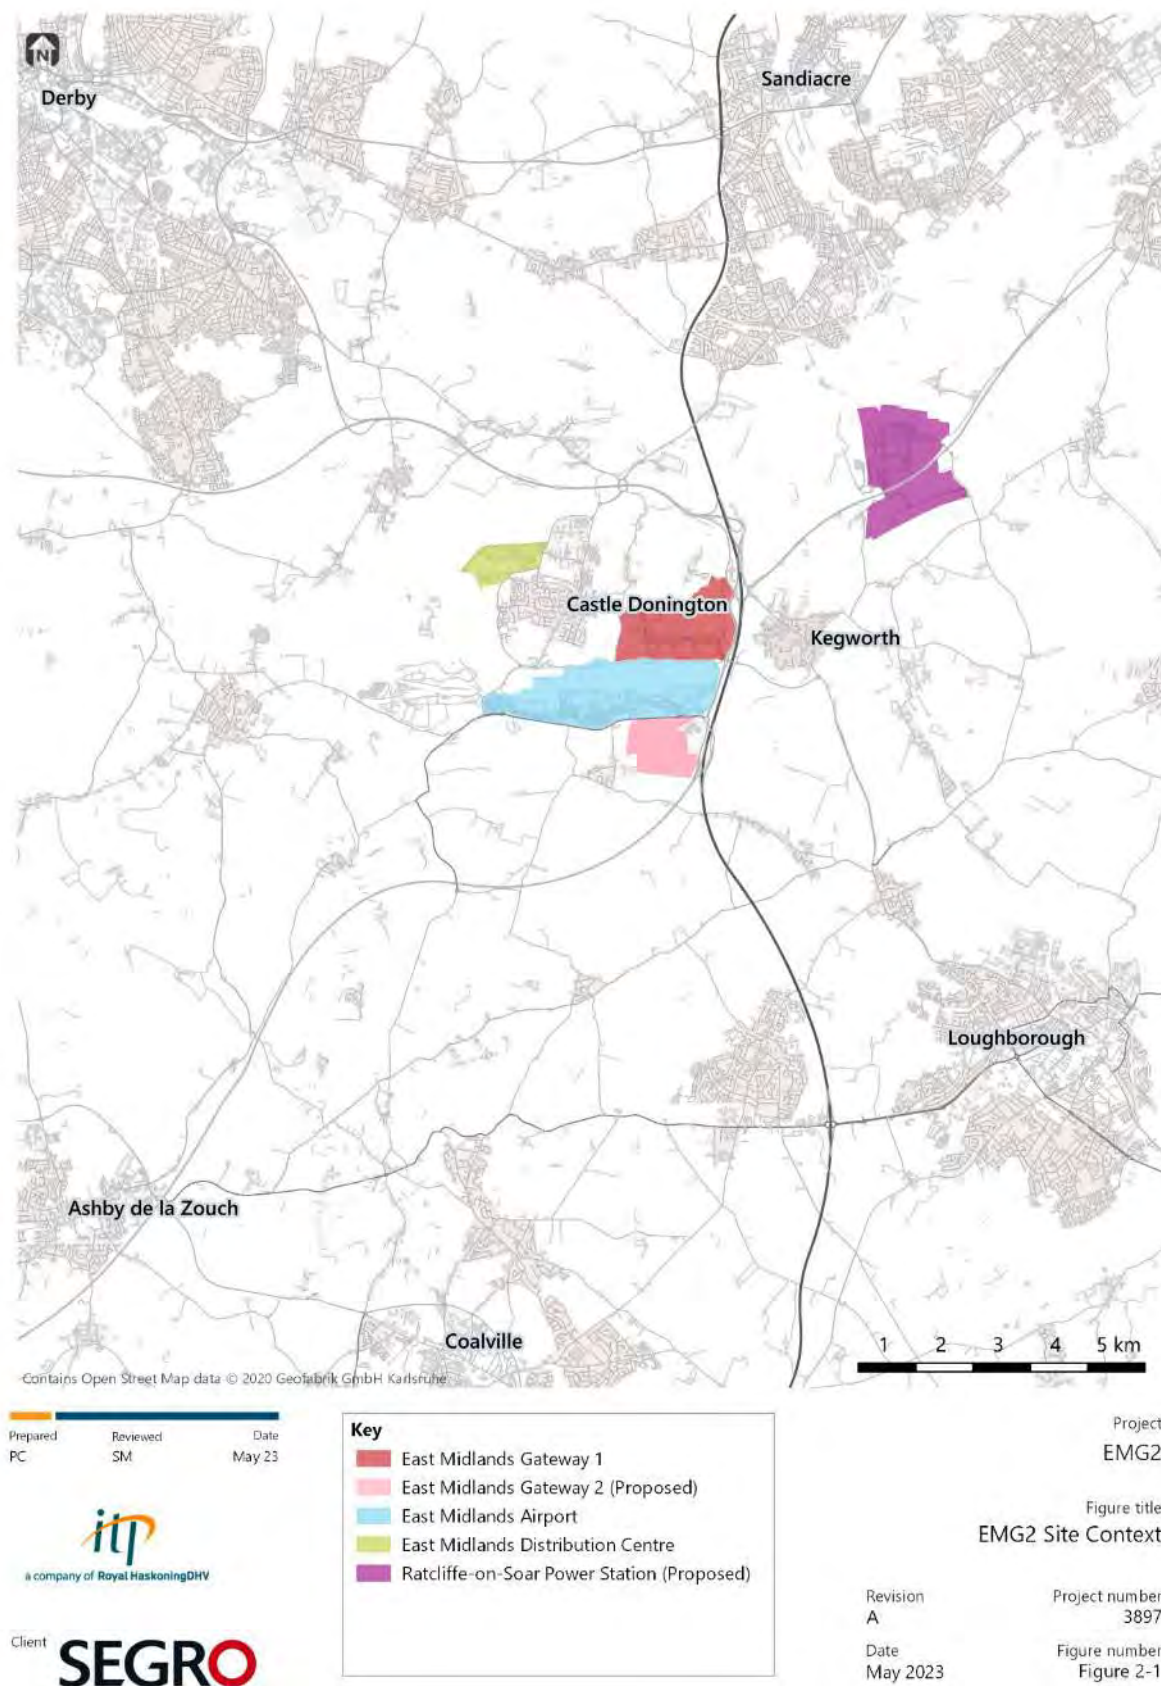 N
Derby
Sandiacre
Castle Donington
Kegworth
Loughborough
Ashby de la Zouch
Coalville
1 2 3 4 5 km
Contains Open Street Map data © 2020 Geofabrik GmbH Karlsruhe
Prepared Reviewed Date
PC SM May 23
itp
a company of Royal HaskoningDHV
Client SEGRO
Key
East Midlands Gateway 1
East Midlands Gateway 2 (Proposed)
East Midlands Airport
East Midlands Distribution Centre
Ratcliffe-on-Soar Power Station (Proposed)
Project
EMG2
Figure title
EMG2 Site Context
Revision Project number
A 3897
Date Figure number
May 2023 Figure 2-1